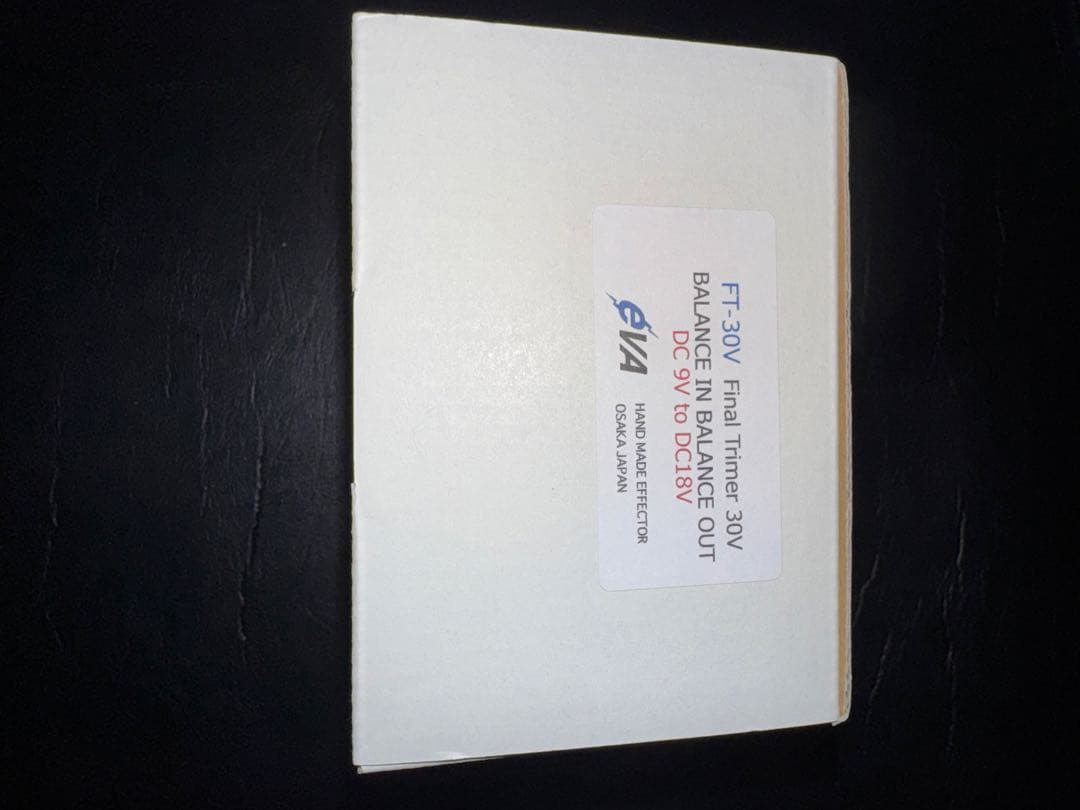 FT-30V Final Trimer 30V
BALANCE IN BALANCE OUT
DC 9V to DC18V
eVA
HAND MADE EFFECTOR
OSAKA JAPAN